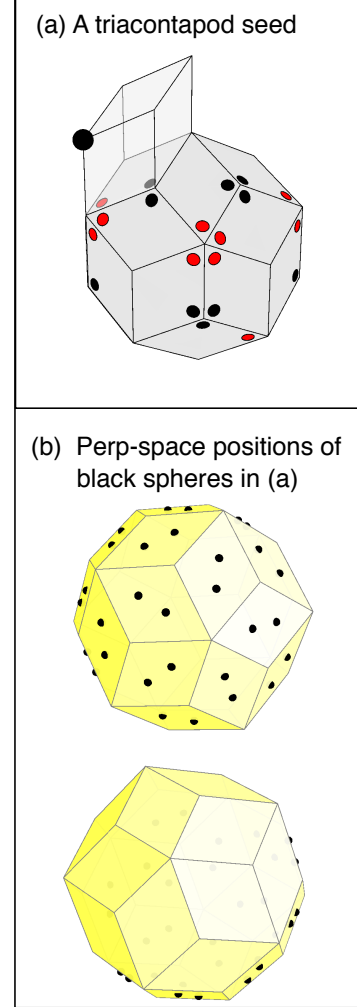 (a) A triacontapod seed
(b) Perp-space positions of
black spheres in (a)